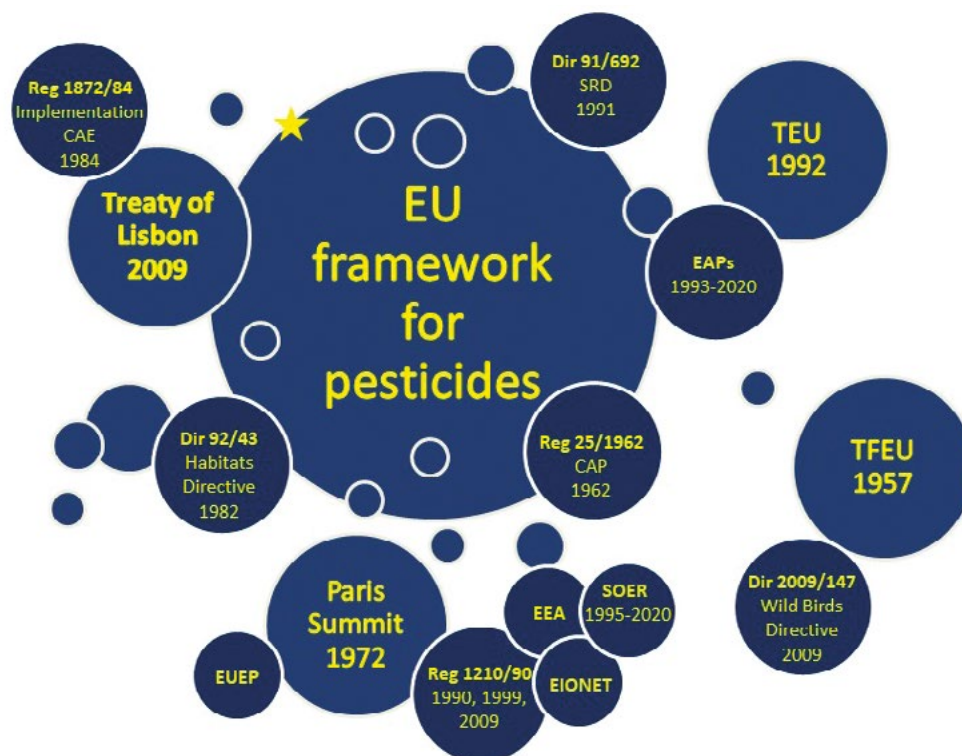 Reg 1872/84
Implementation
CAE
1984
Treaty of
Lisbon
2009
Dir 91/692
SRD
1991
TEU
1992
EAPs
1993-2020
EU
framework
for
pesticides
Dir 92/43
Habitats
Directive
1982
Reg 25/1962
CAP
1962
TFEU
1957
Dir 2009/147
Wild Birds
Directive
2009
Paris
Summit
1972
EUEP
Reg 1210/90
1990, 1999,
2009
EEA
SOER
1995-2020
EIONET